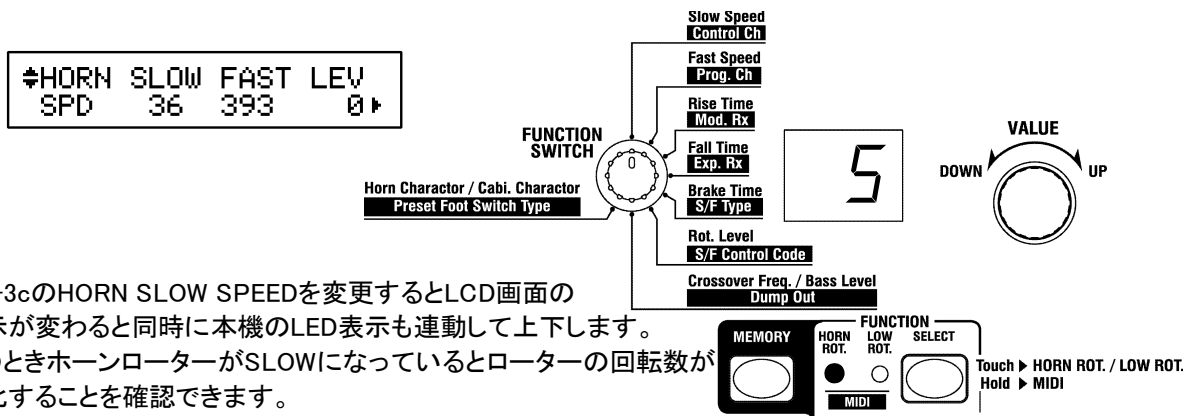 HORN SLOW FAST LEV
SPD 36 393 0
FUNCTION
SWITCH
Slow Speed
Control Ch
Fast Speed
Prog. Ch
Rise Time
Mod. Rx
Fall Time
Exp. Rx
Brake Time
S/F Type
Rot. Level
S/F Control Code
Crossover Freq. / Bass Level
Dump Out
Horn Charactor / Cabi. Charactor
Preset Foot Switch Type
5
VALUE
DOWN
UP
-3cのHORN SLOW SPEEDを変更するとLCD画面の
が変わると同時に本機のLED表示も連動して上下します。
ときホーンローターがSLOWになっているとローターの回転数が
することを確認できます。
MEMORY
FUNCTION
HORN
ROT.
LOW
ROT.
SELECT
MIDI
Touch ▶ HORN ROT. / LOW ROT.
Hold ▶ MIDI